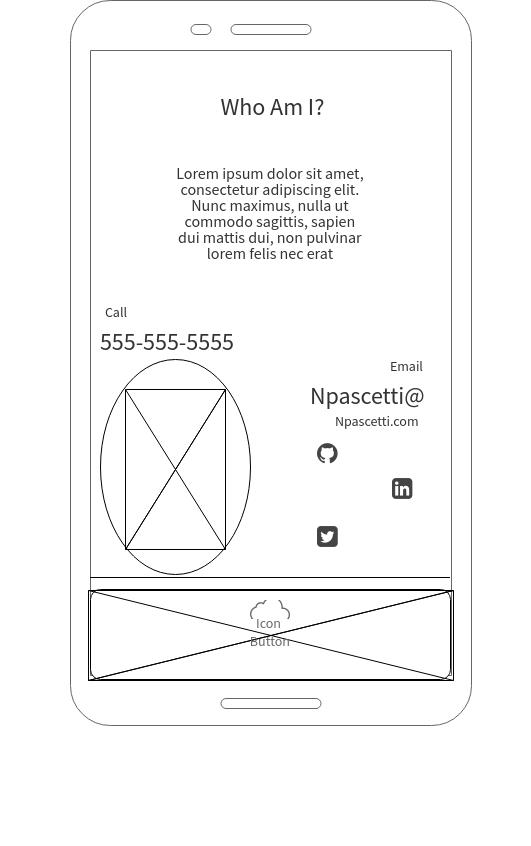 Who Am I?
Lorem ipsum dolor sit amet,
consectetur adipiscing elit.
Nunc maximus, nulla ut
commodo sagittis, sapien
dui mattis dui, non pulvinar
lorem felis nec erat
Call
555-555-5555
Email
Npascetti@
Npascetti.com
in
Icon
Button